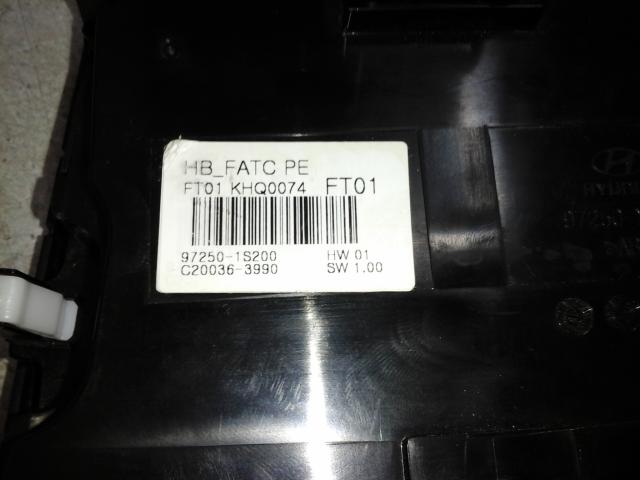 HB_FATC PE
FT01 KHQ0074 FT01
97250-1S200 HW 01
C20036-3990 SW 1.00